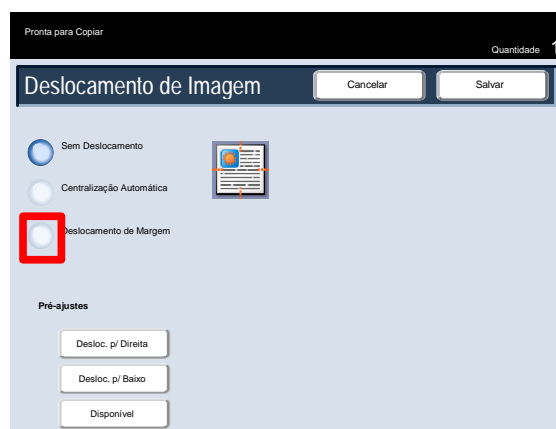 Pronta para Copiar
Quantidade 1
Deslocamento de Imagem
Cancelar
Salvar
Sem Deslocamento
Centralização Automática
Deslocamento de Margem
Pré-ajustes
Desloc. p/ Direita
Desloc. p/ Baixo
Disponível